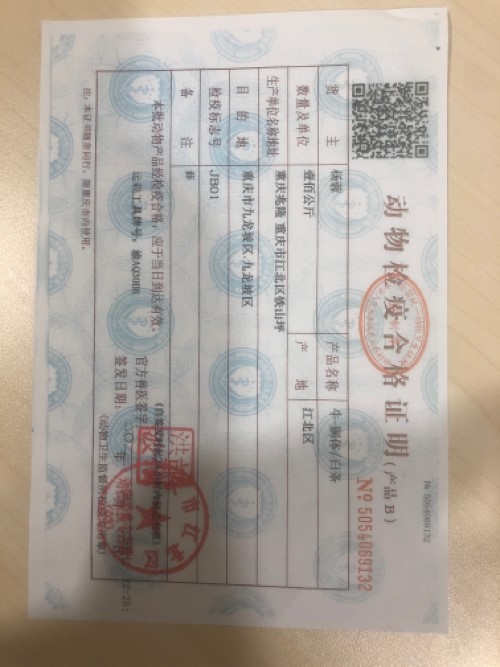 动物检疫合格证明(产品B)
№ 5054069132
货主 杨蓉 产品名称 牛-胴体/白条
数量及单位 壹佰公斤 产地 江北区
生产单位名称地址 重庆兆隆 重庆市江北区铁山坪
目的地 重庆市九龙坡区九龙坡区
检疫标志号 JB01
备注
本批动物产品经检疫合格,应于当日到达有效。
官方兽医签字:
签发日期: 年
注:本证书随货同行,限重庆市内使用。